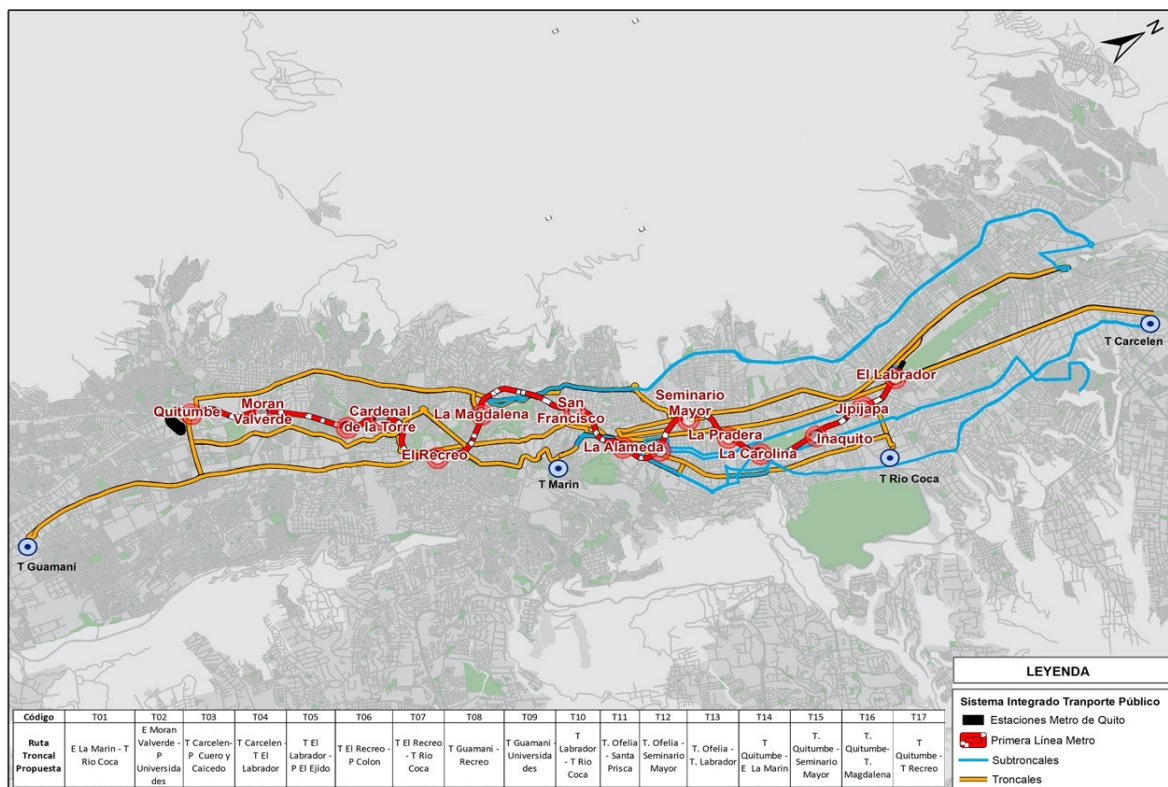 N
T Carcelen
El Labrador
Seminario
Mayor
Jipijapa
Quitumbe
Moran
Valverde
Cardenal
de la Torre
La Magdalena
San
Francisco
La Pradera
Iñaquito
La Alameda
La Carolina
El Recreo
T Marin
T Rio Coca
T Guamaní
LEYENDA
Sistema Integrado Tranporte Público
Estaciones Metro de Quito
Primera Línea Metro
Subtroncales
Troncales
Código T01 T02 T03 T04 T05 T06 T07 T08 T09 T10 T11 T12 T13 T14 T15 T16 T17
Ruta Troncal Propuesta
E La Marin - T Rio Coca
E Moran Valverde - P Universidades
T Carcelen- P Cuero y Caicedo
T Carcelen - T El Labrador
T El Labrador - P El Ejido
T El Recreo - P Colon
T El Recreo - T Rio Coca
T Guamani - Recreo
T Guamani - Universidades
T Labrador - T Rio Coca
T. Ofelia - Santa Prisca
T. Ofelia - Seminario Mayor
T. Ofelia - T. Labrador
T Quitumbe - E La Marin
T. Quitumbe - Seminario Mayor
T. Quitumbe- T. Magdalena
T Quitumbe - T Recreo